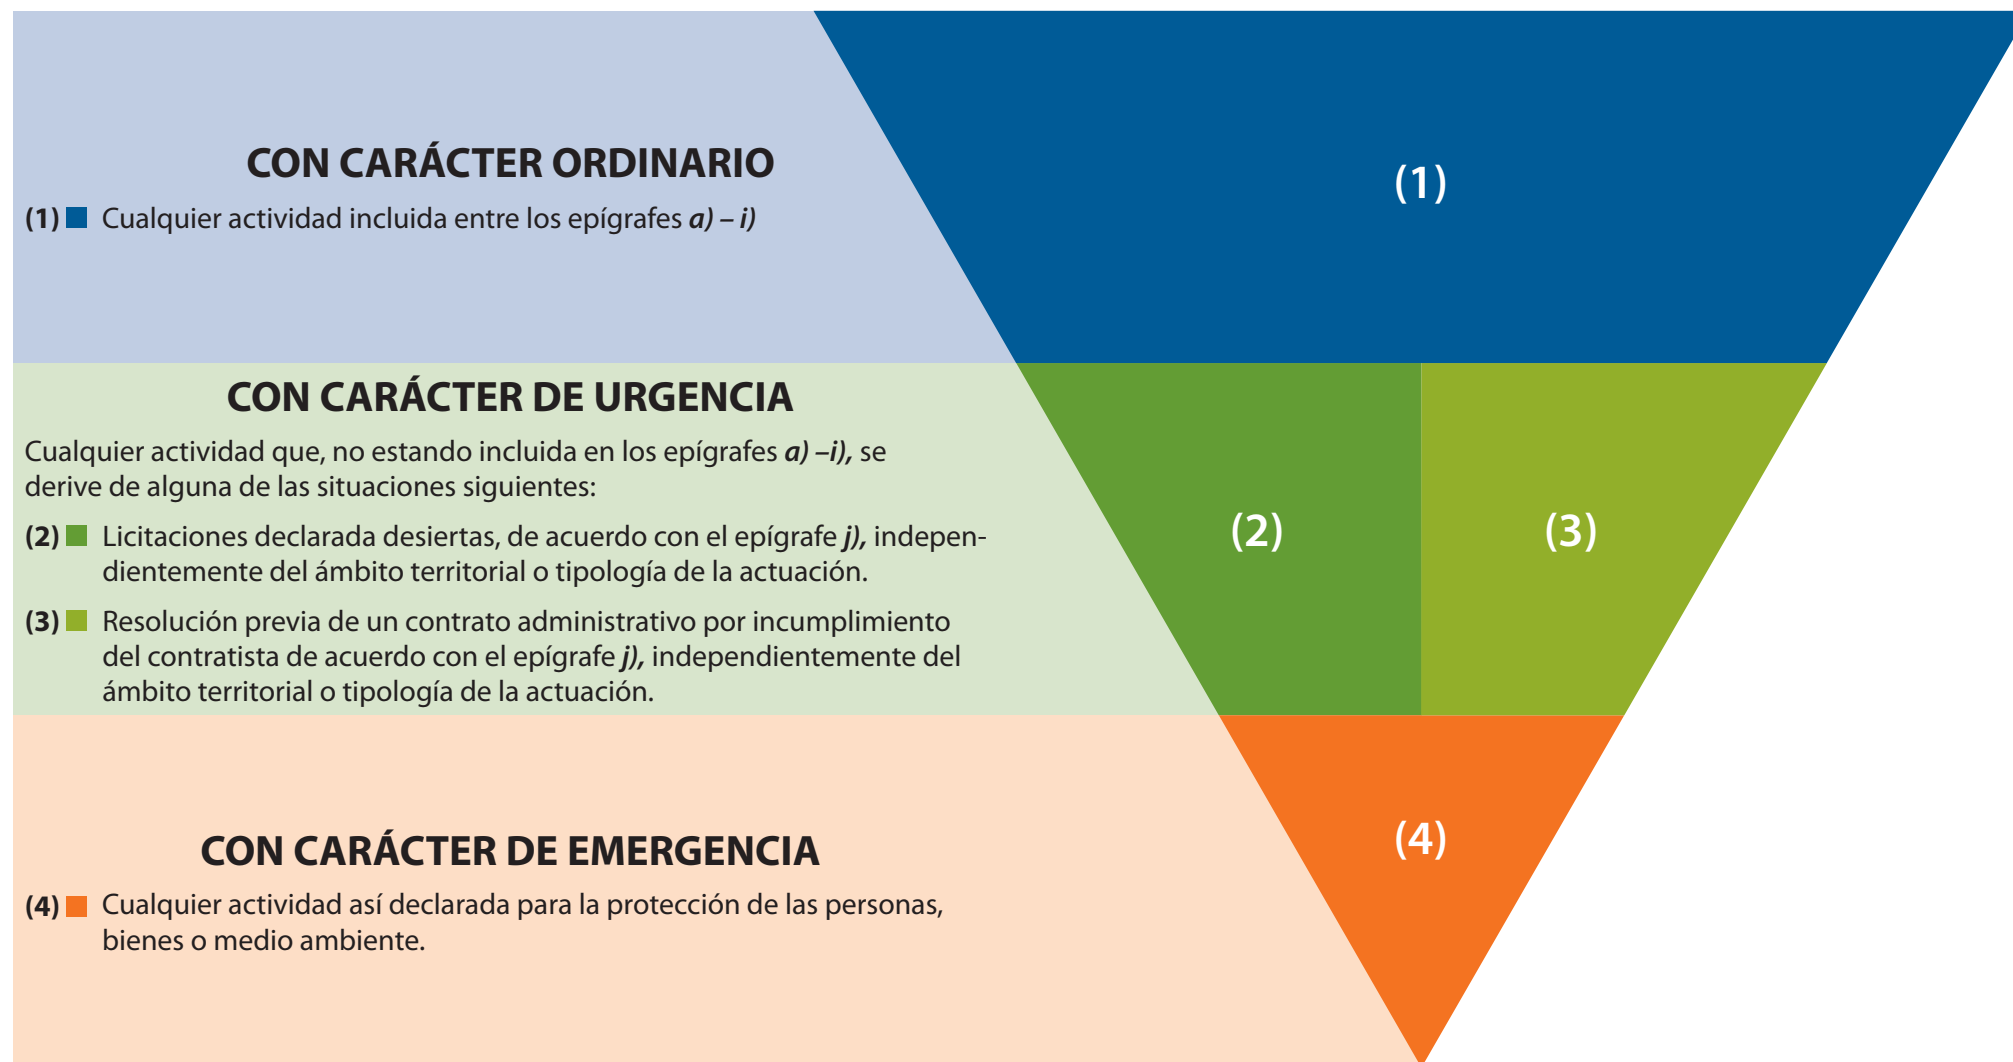 CON CARÁCTER ORDINARIO
(1) Cualquier actividad incluida entre los epígrafes a) – i)
(1)
CON CARÁCTER DE URGENCIA
Cualquier actividad que, no estando incluida en los epígrafes a) –i), se
derive de alguna de las situaciones siguientes:
(2) Licitaciones declarada desiertas, de acuerdo con el epígrafe j), indepen-
dientemente del ámbito territorial o tipología de la actuación.
(3) Resolución previa de un contrato administrativo por incumplimiento
del contratista de acuerdo con el epígrafe j), independientemente del
ámbito territorial o tipología de la actuación.
(2)
(3)
CON CARÁCTER DE EMERGENCIA
(4) Cualquier actividad así declarada para la protección de las personas,
bienes o medio ambiente.
(4)